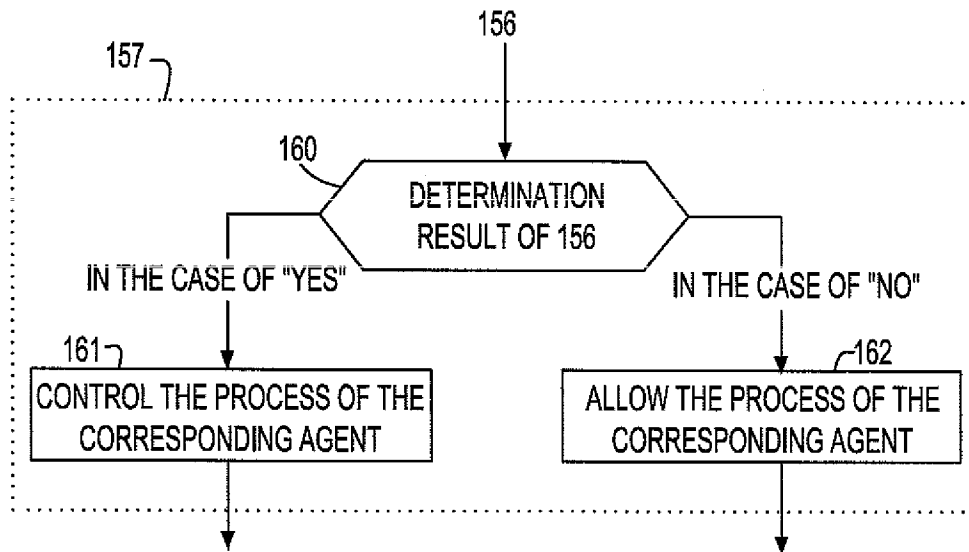 156
157
160
DETERMINATION
RESULT OF 156
IN THE CASE OF "YES"
IN THE CASE OF "NO"
161
162
CONTROL THE PROCESS OF THE
CORRESPONDING AGENT
ALLOW THE PROCESS OF THE
CORRESPONDING AGENT